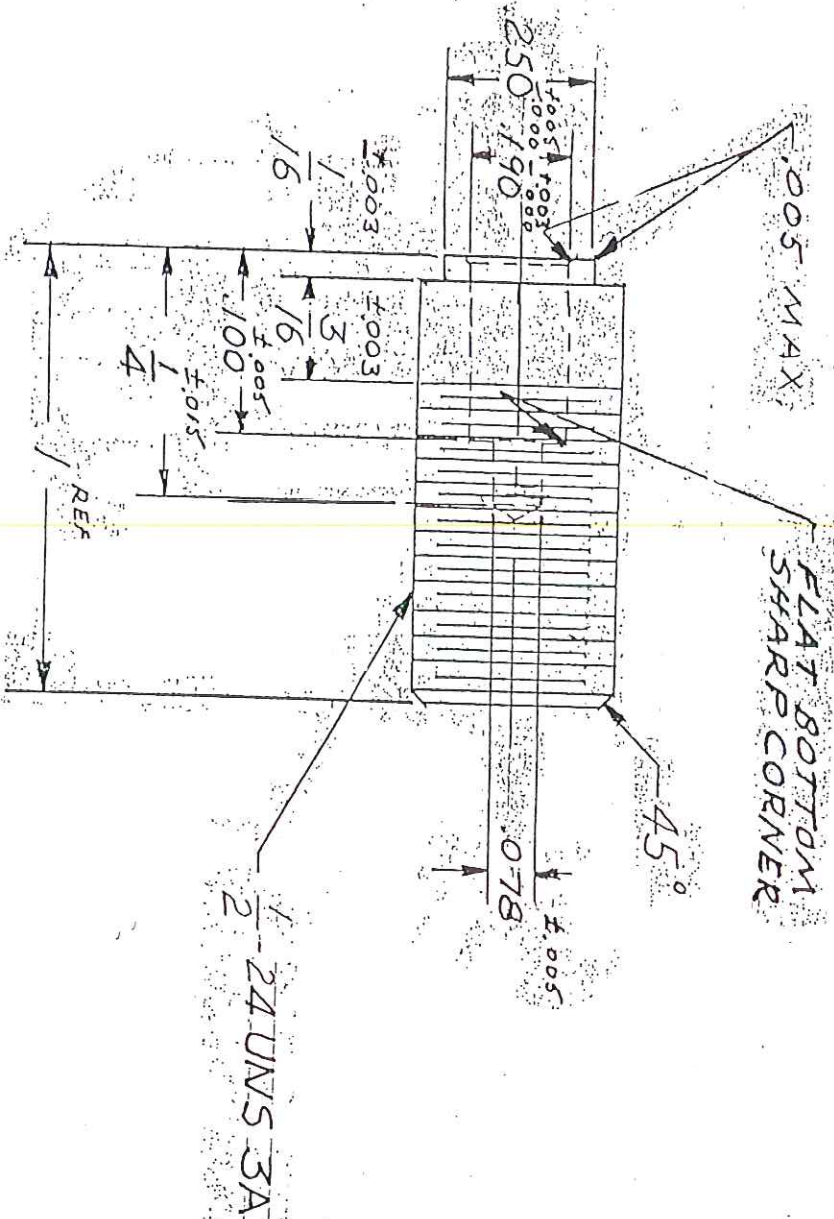 .005 MAX
.250 +.005 -.000
.190 +.003 -.000
±.003
1/16
±.003
3/16
±.005
.100
±.015
1/4
1 REF
FLAT BOTTOM
SHARP CORNER
45°
.078 ±.005
1/2-24UNS 3A